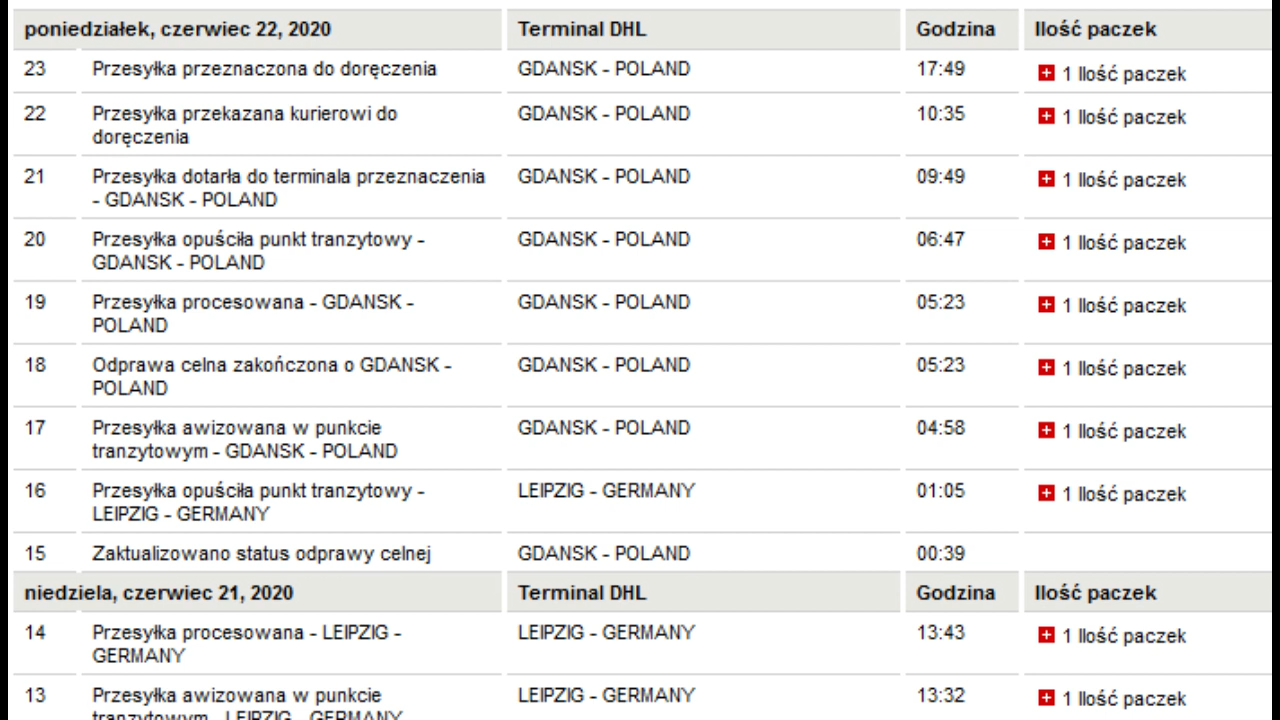 poniedziałek, czerwiec 22, 2020 Terminal DHL Godzina Ilość paczek
23 Przesyłka przeznaczona do doręczenia GDANSK - POLAND 17:49 1 Ilość paczek
22 Przesyłka przekazana kurierowi do GDANSK - POLAND 10:35 1 Ilość paczek
doręczenia
21 Przesyłka dotarła do terminala przeznaczenia GDANSK - POLAND 09:49 1 Ilość paczek
- GDANSK - POLAND
20 Przesyłka opuściła punkt tranzytowy - GDANSK - POLAND 06:47 1 Ilość paczek
GDANSK - POLAND
19 Przesyłka procesowana - GDANSK - GDANSK - POLAND 05:23 1 Ilość paczek
POLAND
18 Odprawa celna zakończona o GDANSK - GDANSK - POLAND 05:23 1 Ilość paczek
POLAND
17 Przesyłka awizowana w punkcie GDANSK - POLAND 04:58 1 Ilość paczek
tranzytowym - GDANSK - POLAND
16 Przesyłka opuściła punkt tranzytowy - LEIPZIG - GERMANY 01:05 1 Ilość paczek
LEIPZIG - GERMANY
15 Zaktualizowano status odprawy celnej GDANSK - POLAND 00:39
niedziela, czerwiec 21, 2020 Terminal DHL Godzina Ilość paczek
14 Przesyłka procesowana - LEIPZIG - LEIPZIG - GERMANY 13:43 1 Ilość paczek
GERMANY
13 Przesyłka awizowana w punkcie LEIPZIG - GERMANY 13:32 1 Ilość paczek
tranzytowym - LEIPZIG - GERMANY